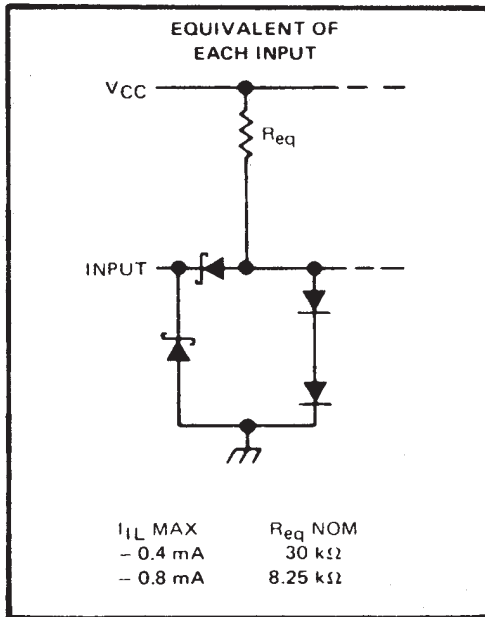 EQUIVALENT OF
EACH INPUT
VCC
Req
INPUT
IIL MAX Req NOM
– 0.4 mA 30 kΩ
– 0.8 mA 8.25 kΩ